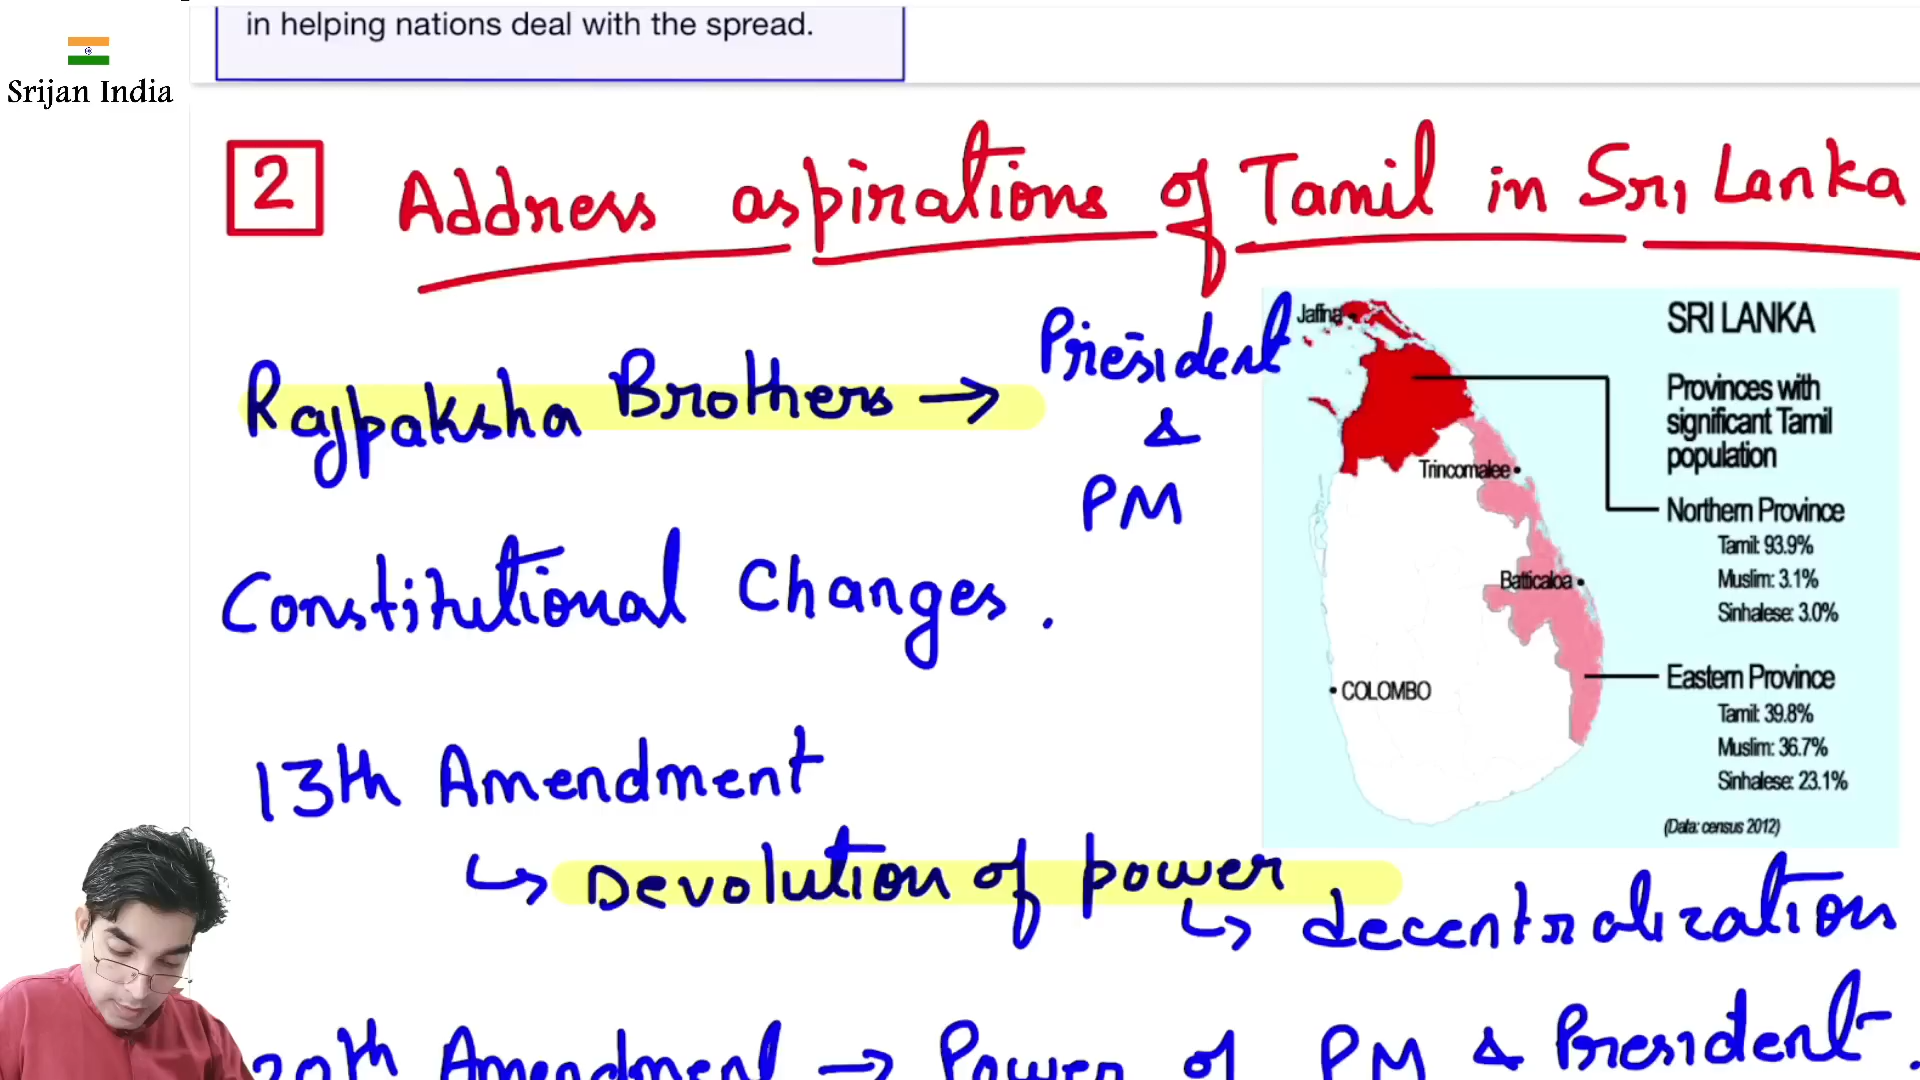 in helping nations deal with the spread.
Srijan India
2 Address aspirations of Tamil in Sri Lanka
Rajpaksha Brothers → President
&
PM
Constitutional Changes.
13th Amendment
↳ Devolution of power
↳ decentralization
20th Amendment → Power of PM & President.
Jaffna
Trincomalee
Batticaloa
COLOMBO
SRI LANKA
Provinces with
significant Tamil
population
Northern Province
Tamil: 93.9%
Muslim: 3.1%
Sinhalese: 3.0%
Eastern Province
Tamil: 39.8%
Muslim: 36.7%
Sinhalese: 23.1%
(Data: census 2012)